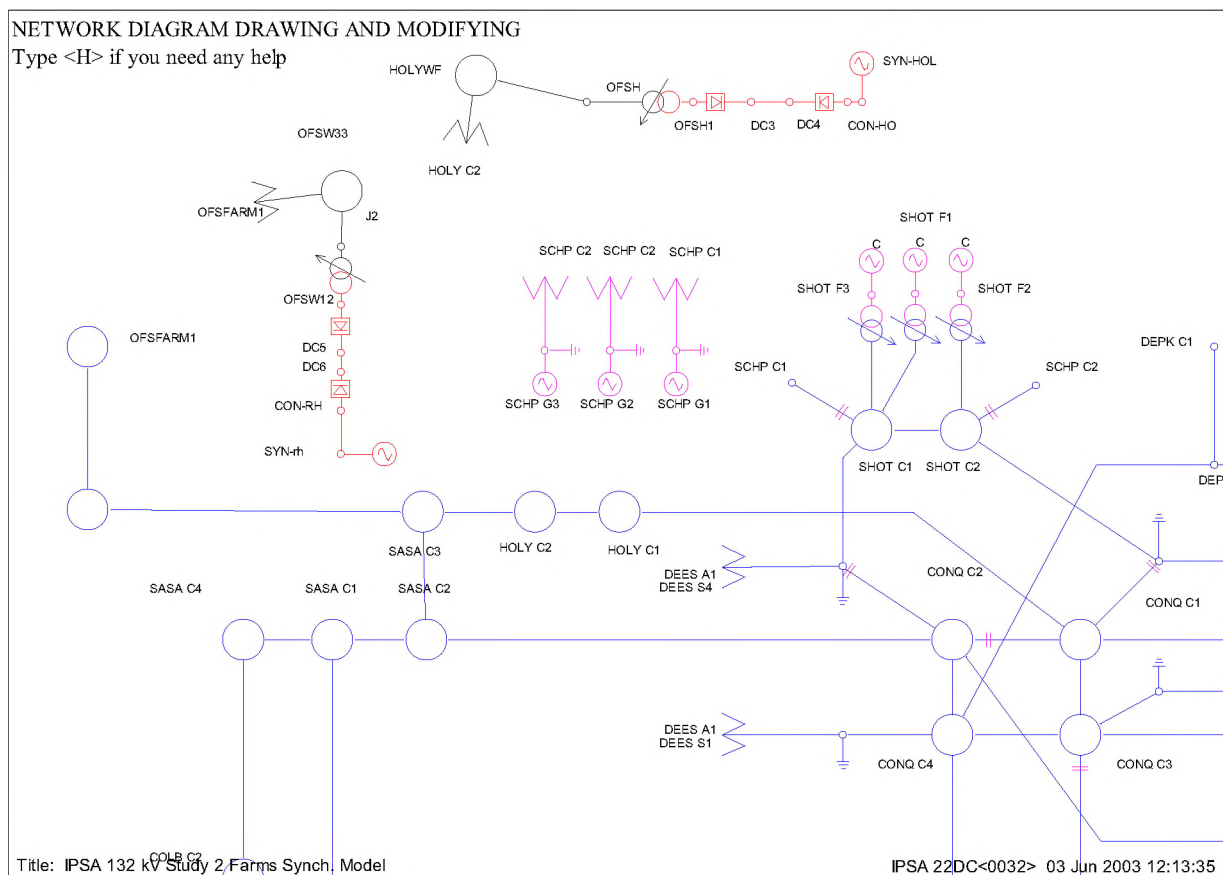 NETWORK DIAGRAM DRAWING AND MODIFYING
Type <H> if you need any help
HOLYWF
SYN-HOL
OFSH
OFSH1
DC3
DC4
CON-HO
OFSW33
HOLY C2
OFSFARM1
J2
SHOT F1
SCHP C2
SCHP C2
SCHP C1
C
C
C
SHOT F3
SHOT F2
OFSW12
OFSFARM1
DC5
DC6
DEPK C1
SCHP C1
SCHP C2
CON-RH
SCHP G3
SCHP G2
SCHP G1
SYN-rh
SHOT C1
SHOT C2
DEP
SASA C3
HOLY C2
HOLY C1
DEES A1
DEES S4
CONQ C2
CONQ C1
SASA C4
SASA C1
SASA C2
DEES A1
DEES S1
CONQ C4
CONQ C3
COLB C2
Title: IPSA 132 kV Study 2 Farms Synch. Model
IPSA 22DC<0032> 03 Jun 2003 12:13:35